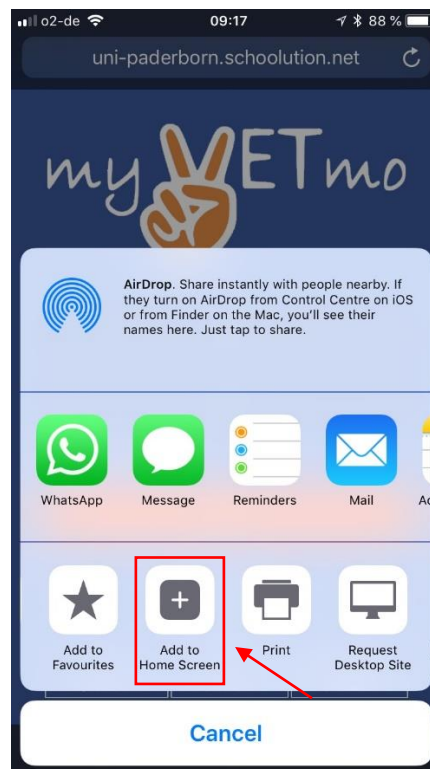 o2-de 09:17 88 %
uni-paderborn.schoolution.net
my VET mo
AirDrop. Share instantly with people nearby. If
they turn on AirDrop from Control Centre on iOS
or from Finder on the Mac, you'll see their
names here. Just tap to share.
WhatsApp Message Reminders Mail
Add to Favourites
Add to Home Screen
Print
Request Desktop Site
Cancel